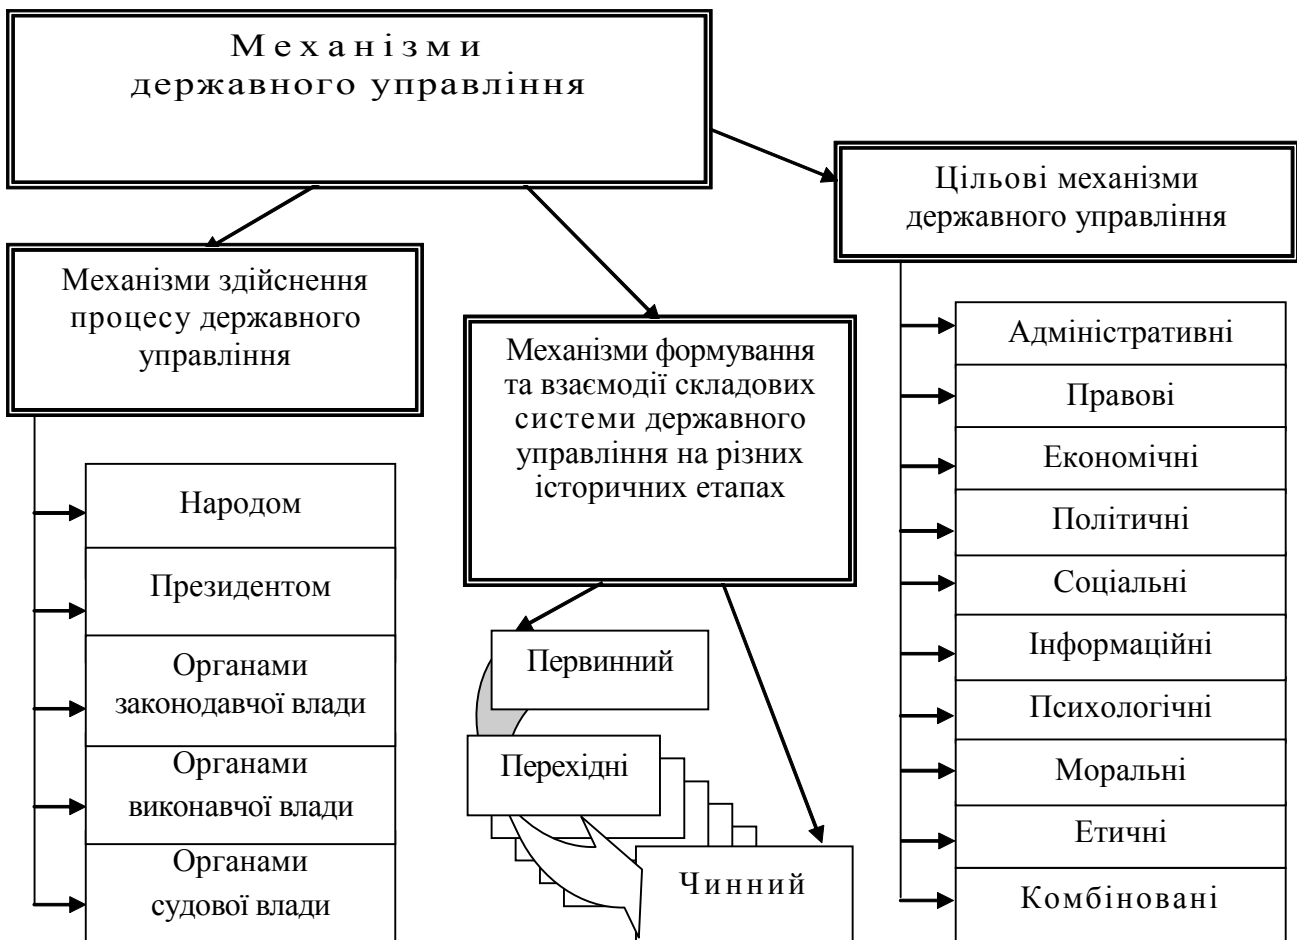 Механізми
державного управління
Цільові механізми
державного управління
Механізми здійснення
процесу державного
управління
Механізми формування
та взаємодії складових
системи державного
управління на різних
історичних етапах
Народом
Президентом
Органами
законодавчої влади
Органами
виконавчої влади
Органами
судової влади
Первинний
Перехідні
Чинний
Адміністративні
Правові
Економічні
Політичні
Соціальні
Інформаційні
Психологічні
Моральні
Етичні
Комбіновані